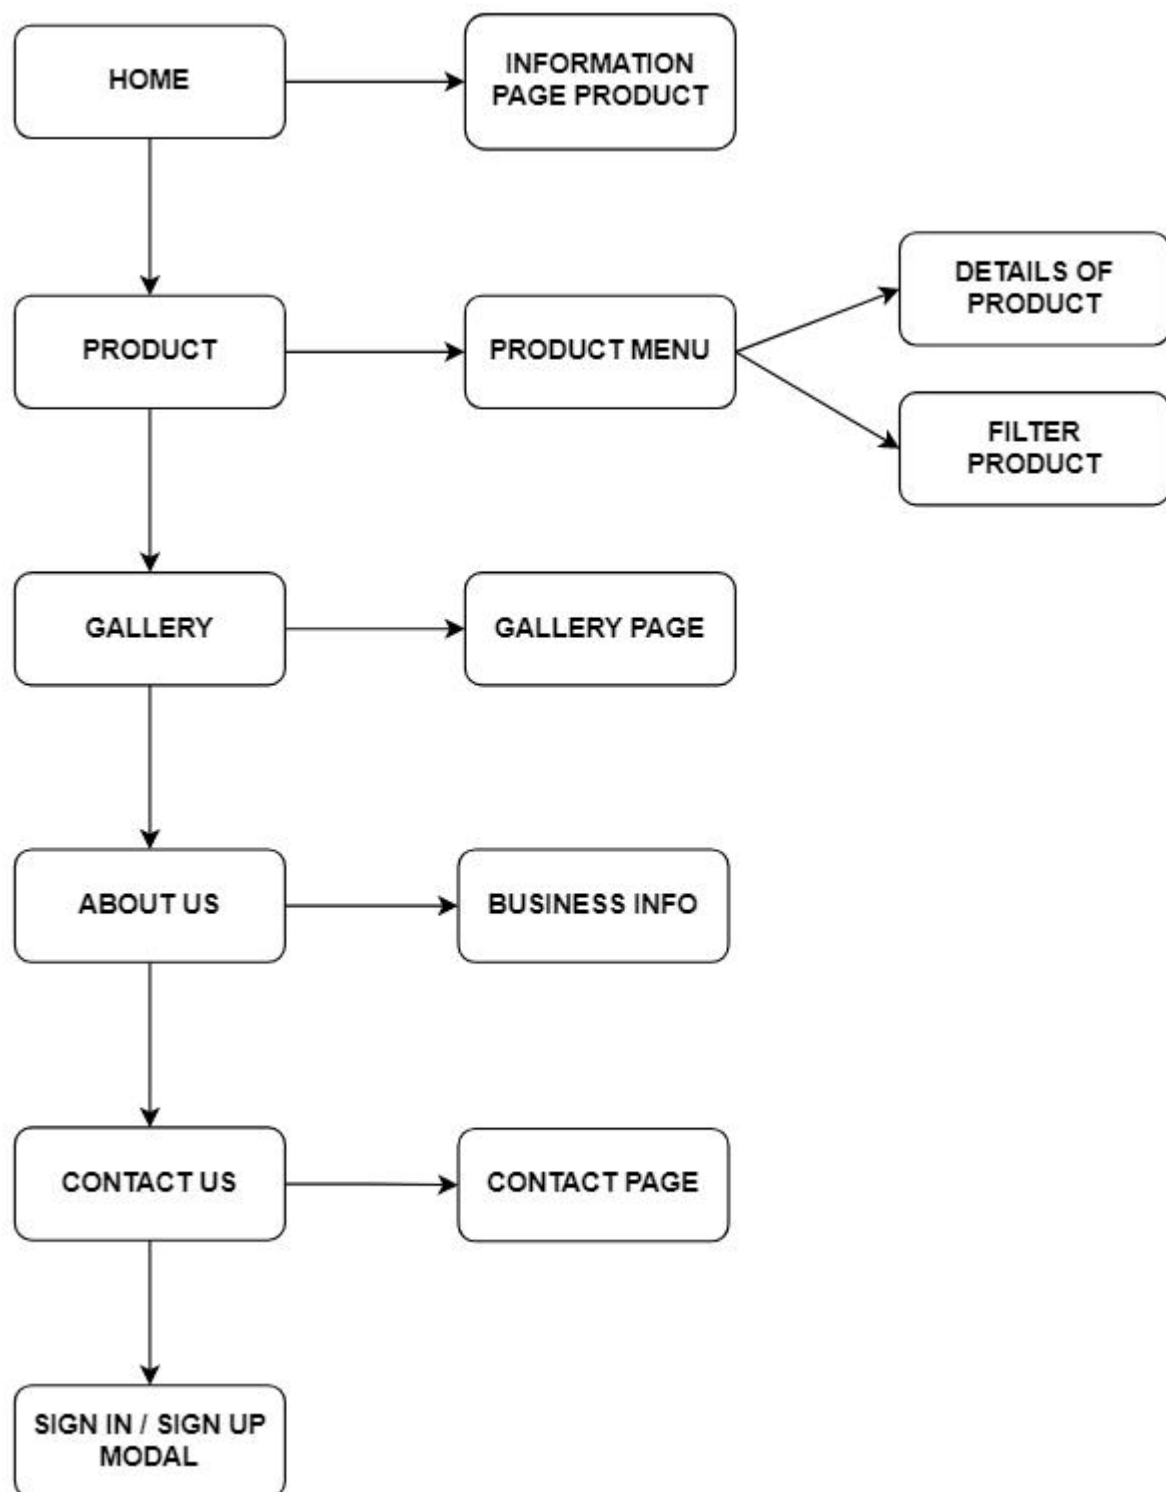 HOME
INFORMATION
PAGE PRODUCT
PRODUCT
PRODUCT MENU
DETAILS OF
PRODUCT
FILTER
PRODUCT
GALLERY
GALLERY PAGE
ABOUT US
BUSINESS INFO
CONTACT US
CONTACT PAGE
SIGN IN / SIGN UP
MODAL